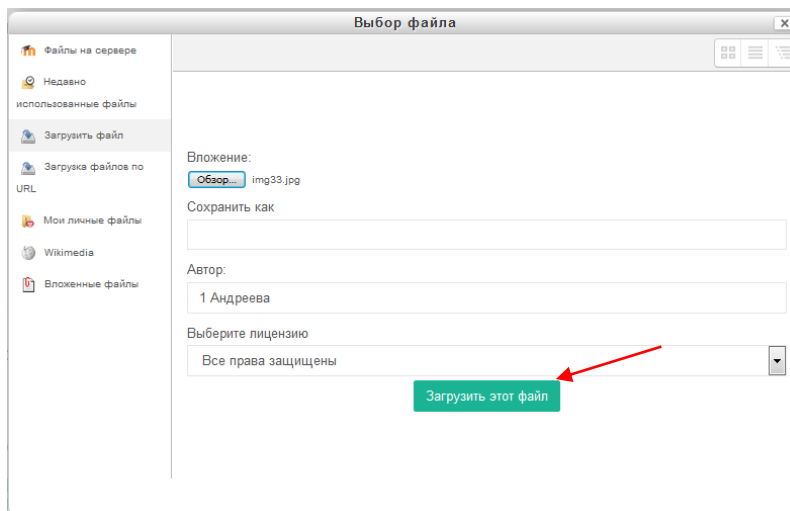 Выбор файла
Файлы на сервере
Недавно
использованные файлы
Загрузить файл
Загрузка файлов по
URL
Мои личные файлы
Wikimedia
Вложенные файлы
Вложение:
Обзор... img33.jpg
Сохранить как
Автор:
1 Андреева
Выберите лицензию
Все права защищены
Загрузить этот файл